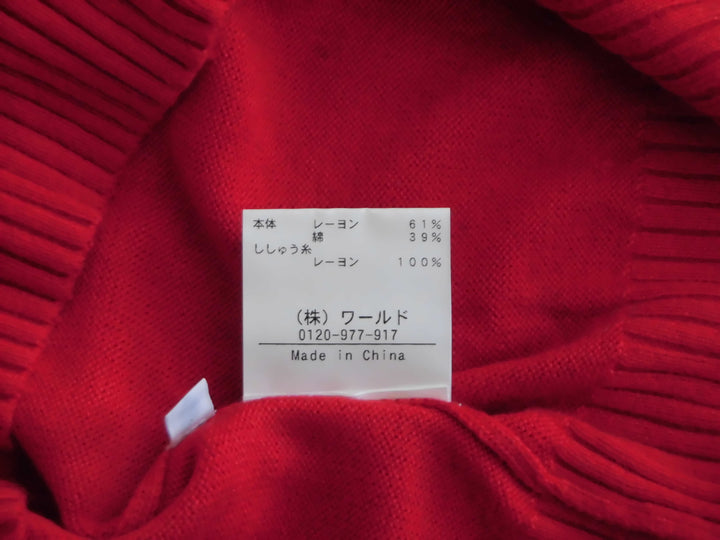 本体 レーヨン 61%
綿 39%
ししゅう糸
レーヨン 100%
(株) ワールド
0120-977-917
Made in China